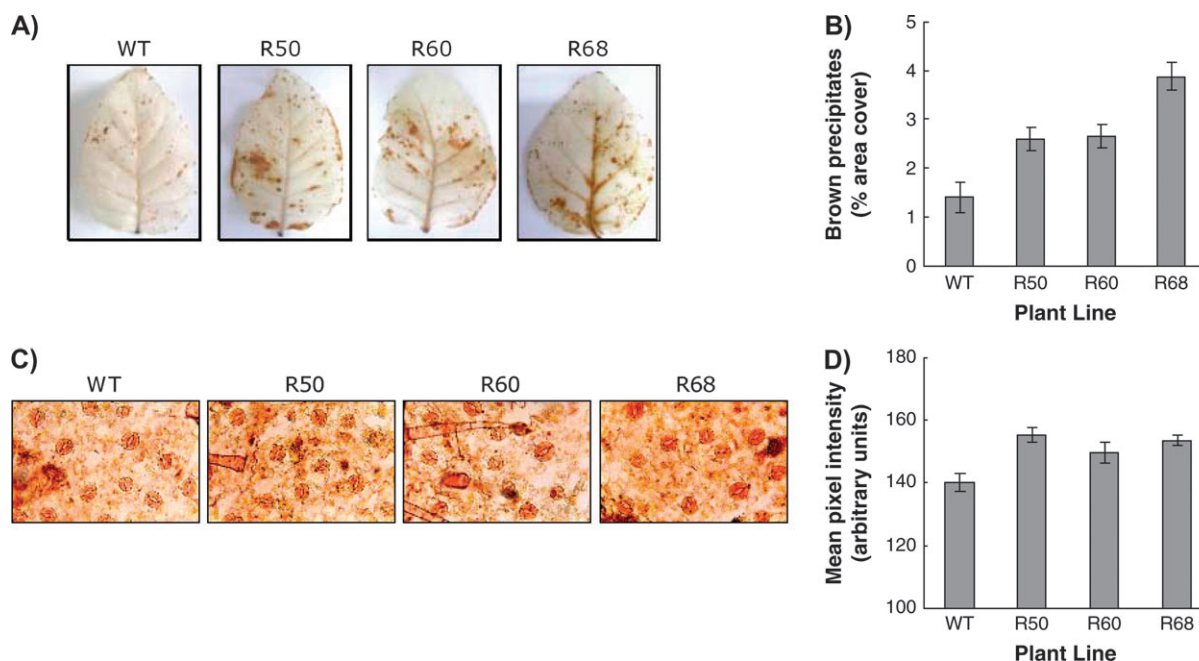 A)
WT R50 R60 R68
B)
Brown precipitates
(% area cover)
5
4
3
2
1
0
WT R50 R60 R68
Plant Line
C)
WT R50 R60 R68
D)
Mean pixel intensity
(arbitrary units)
180
160
140
120
100
WT R50 R60 R68
Plant Line